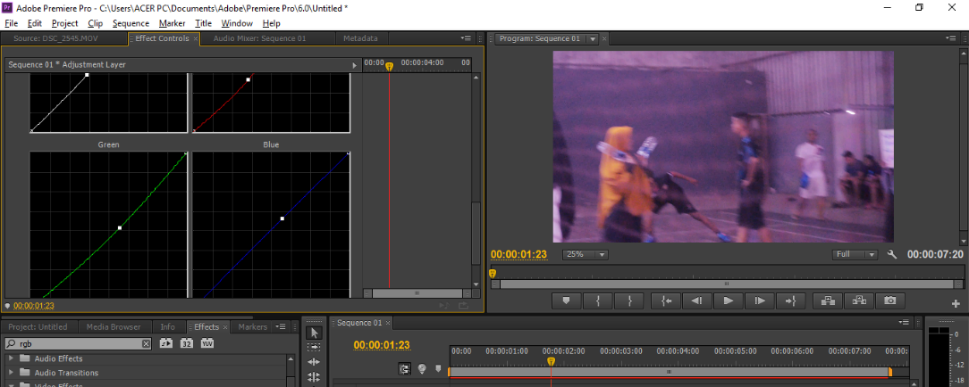 Adobe Premiere Pro - C:\Users\ACER PC\Documents\Adobe\Premiere Pro\6.0\Untitled *
File Edit Project Clip Sequence Marker Title Window Help
Source: DSC_2545.MOV Effect Controls × Audio Mixer: Sequence 01 Metadata
Program: Sequence 01 ×
Sequence 01 * Adjustment Layer
00:00 00:00:04:00 00
Green Blue
00:00:01:23 25% Full 00:00:07:20
00:00:01:23
Project: Untitled Media Browser Info Effects × Markers
rgb
32 YUV
Audio Effects
Audio Transitions
Video Effects
Sequence 01 ×
00:00:01:23
00:00 00:00:01:00 00:00:02:00 00:00:03:00 00:00:04:00 00:00:05:00 00:00:06:00 00:00:07:00 00:00:
-6
-12
-18